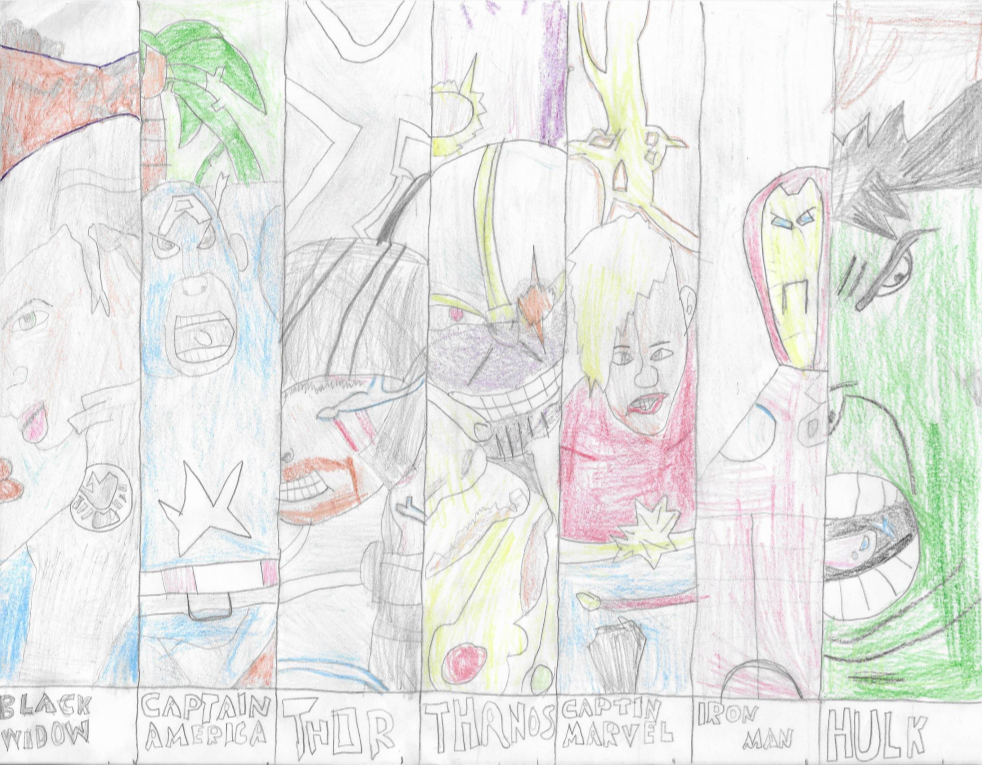 BLACK
WIDOW
CAPTAIN
AMERICA
THOR
THANOS
CAPTIN
MARVEL
IRON
MAN
HULK